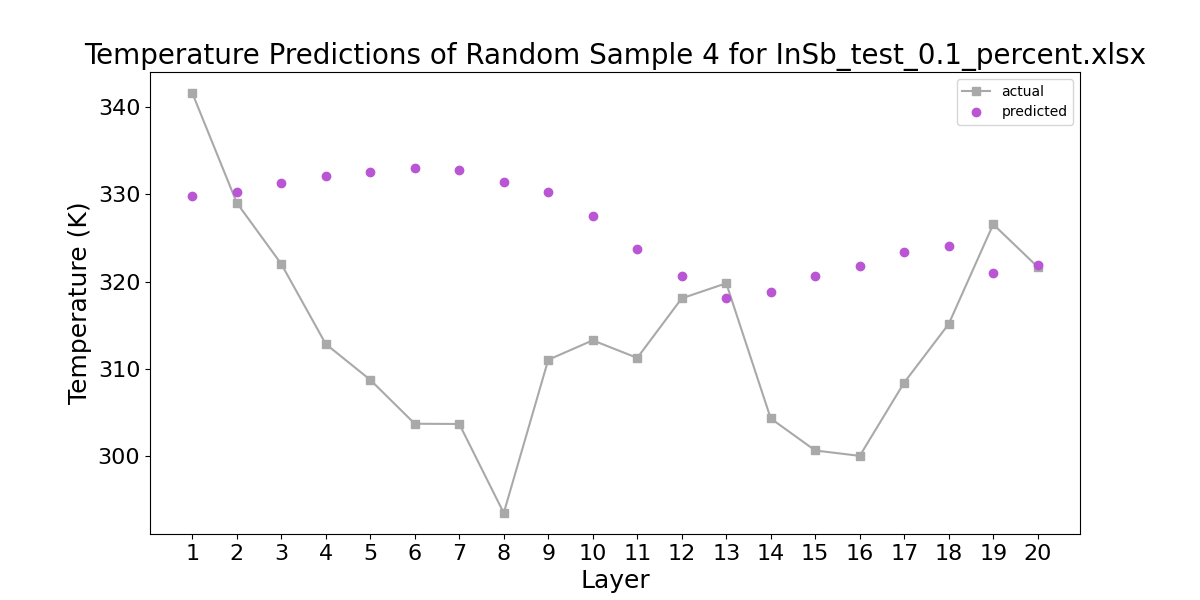 Temperature Predictions of Random Sample 4 for InSb_test_0.1_percent.xlsx
actual
predicted
340
330
320
310
300
Temperature (K)
1 2 3 4 5 6 7 8 9 10 11 12 13 14 15 16 17 18 19 20
Layer